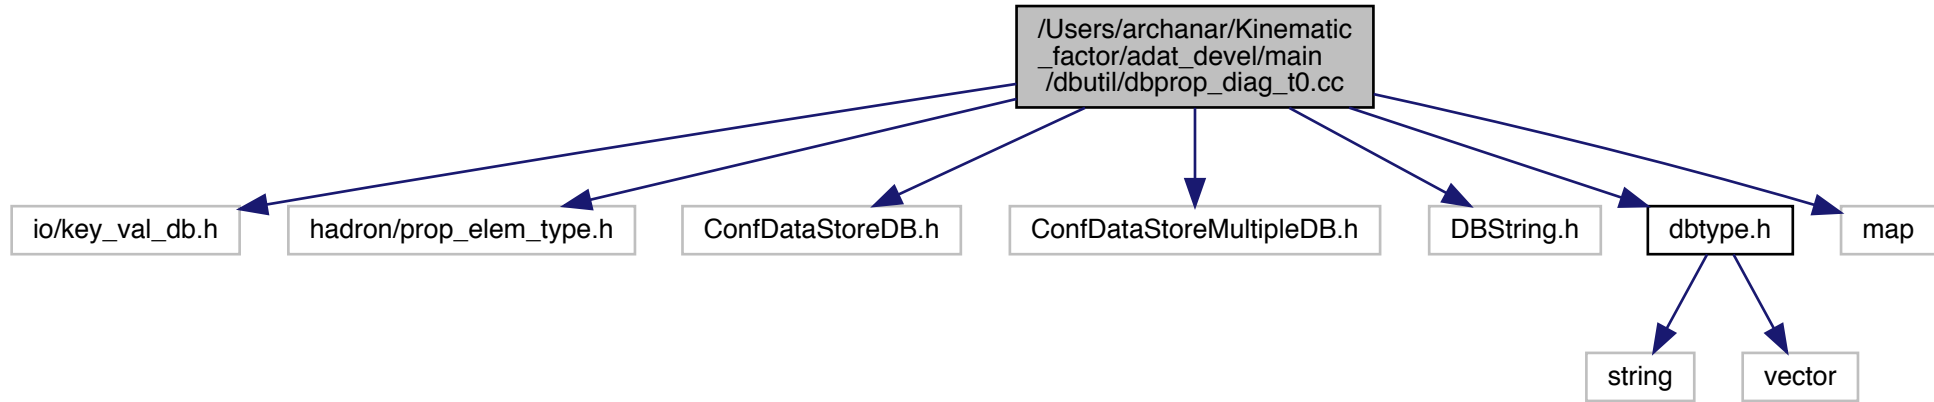 /Users/archanar/Kinematic
_factor/adat_devel/main
/dbutil/dbprop_diag_t0.cc
io/key_val_db.h
hadron/prop_elem_type.h
ConfDataStoreDB.h
ConfDataStoreMultipleDB.h
DBString.h
dbtype.h
map
string
vector